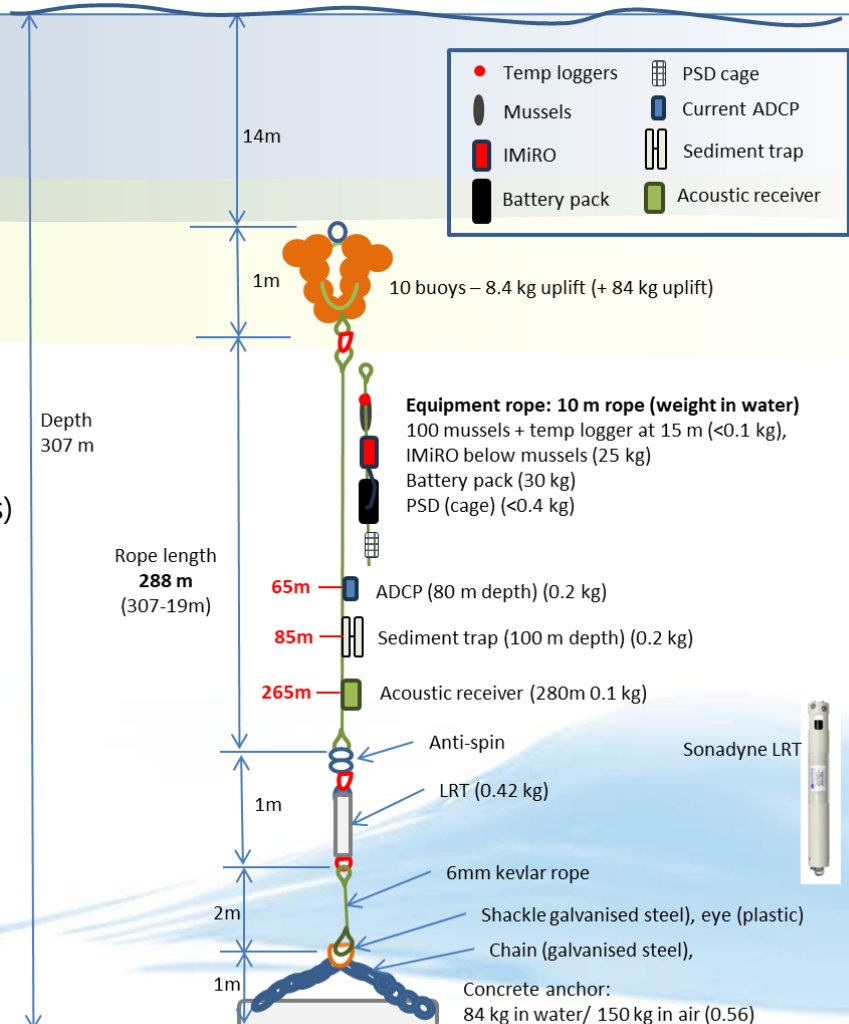 Temp loggers
PSD cage
Mussels
Current ADCP
IMiRO
Sediment trap
Battery pack
Acoustic receiver
14m
1m
10 buoys – 8.4 kg uplift (+ 84 kg uplift)
Depth
307 m
Equipment rope: 10 m rope (weight in water)
100 mussels + temp logger at 15 m (<0.1 kg),
IMiRO below mussels (25 kg)
Battery pack (30 kg)
PSD (cage) (<0.4 kg)
s)
Rope length
288 m
(307-19m)
65m
ADCP (80 m depth) (0.2 kg)
85m
Sediment trap (100 m depth) (0.2 kg)
265m
Acoustic receiver (280m 0.1 kg)
Anti-spin
Sonadyne LRT
LRT (0.42 kg)
1m
6mm kevlar rope
2m
Shackle galvanised steel), eye (plastic)
Chain (galvanised steel),
1m
Concrete anchor:
84 kg in water/ 150 kg in air (0.56)